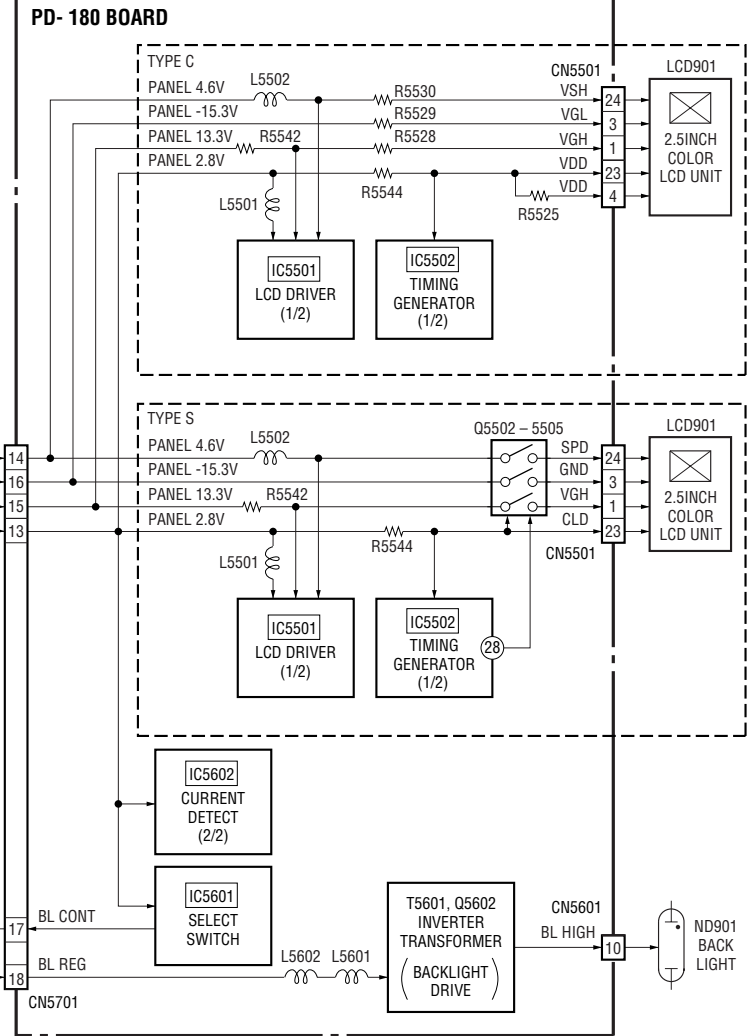 PD- 180 BOARD
TYPE C
PANEL 4.6V
L5502
R5530
CN5501
VSH
24
LCD901
PANEL -15.3V
R5529
VGL
3
PANEL 13.3V
R5542
R5528
VGH
1
PANEL 2.8V
R5544
VDD
23
VDD
4
R5525
2.5INCH
COLOR
LCD UNIT
L5501
IC5501
LCD DRIVER
(1/2)
IC5502
TIMING
GENERATOR
(1/2)
TYPE S
PANEL 4.6V
L5502
Q5502 – 5505
SPD
24
LCD901
PANEL -15.3V
GND
3
PANEL 13.3V
R5542
VGH
1
PANEL 2.8V
R5544
CLD
23
CN5501
2.5INCH
COLOR
LCD UNIT
14
16
15
13
L5501
IC5501
LCD DRIVER
(1/2)
IC5502
TIMING
GENERATOR
(1/2)
28
IC5602
CURRENT
DETECT
(2/2)
IC5601
SELECT
SWITCH
17
BL CONT
18
BL REG
CN5701
L5602
L5601
T5601, Q5602
INVERTER
TRANSFORMER
(BACKLIGHT
DRIVE)
CN5601
BL HIGH
10
ND901
BACK
LIGHT